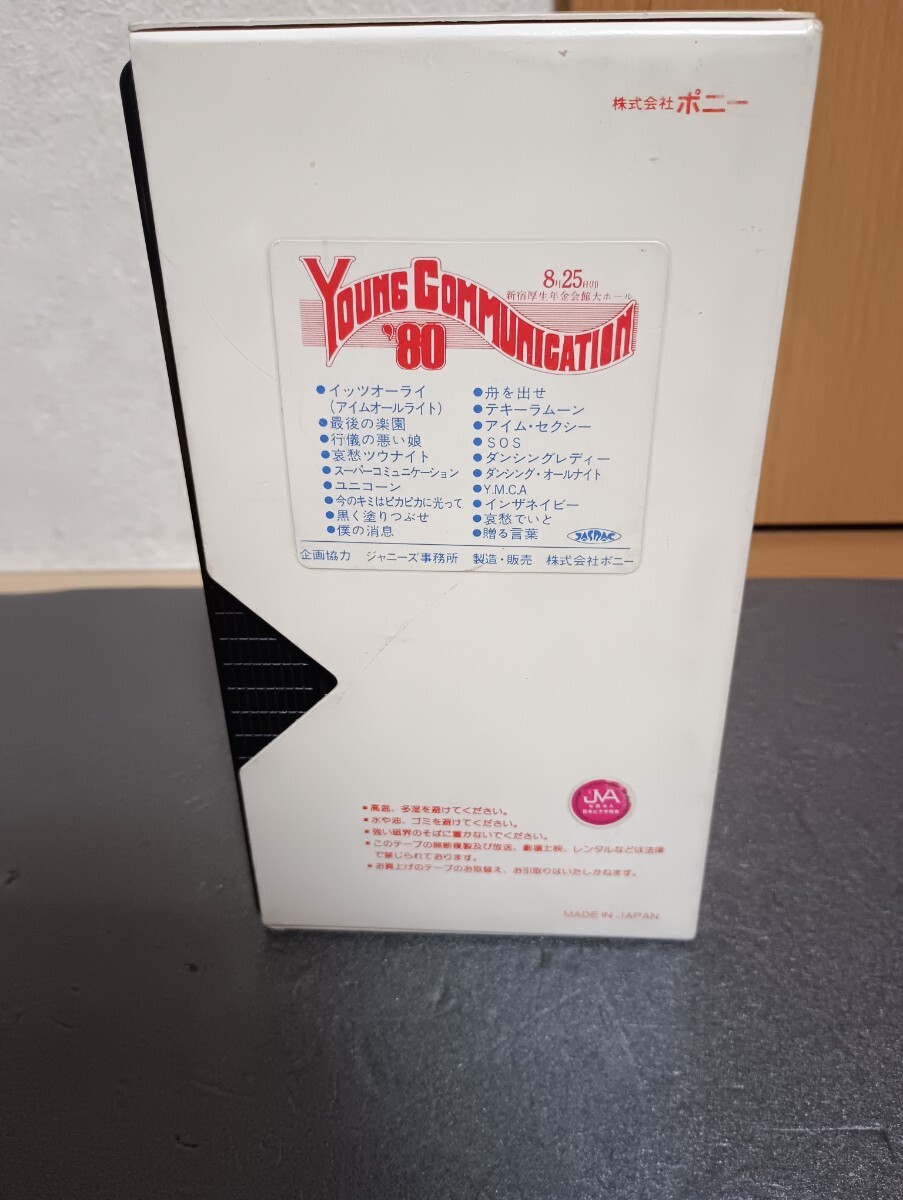 株式会社ポニー
YOUNG COMMUNICATION '80
8月25日(月)
新宿厚生年金会館大ホール
●イッツオーライ
(アイムオールライト)
●最後の楽園
●行儀の悪い娘
●哀愁ツウナイト
●スーパーコミュニケーション
●ユニコーン
●今のキミはピカピカに光って
●黒く塗りつぶせ
●僕の消息
●舟を出せ
●テキーラムーン
●アイム・セクシー
●SOS
●ダンシングレディー
●ダンシング・オールナイト
●Y.M.C.A
●インザネイビー
●哀愁でいと
●贈る言葉
JASRAC
企画協力 ジャニーズ事務所 製造・販売 株式会社ポニー
JVA
●高温、多湿を避けてください。
●水や油、ゴミを避けてください。
●強い磁界のそばに置かないでください。
●このテープの無断複製及び放送、劇場上映、レンタルなどは法律
で禁じられております。
●お買上げのテープのお取替え、お引取りはいたしかねます。
MADE IN JAPAN